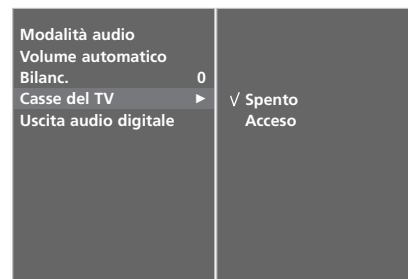 Modalità audio
Volume automatico
Bilanc. 0
Casse del TV ►
Uscita audio digitale
√ Spento
Acceso